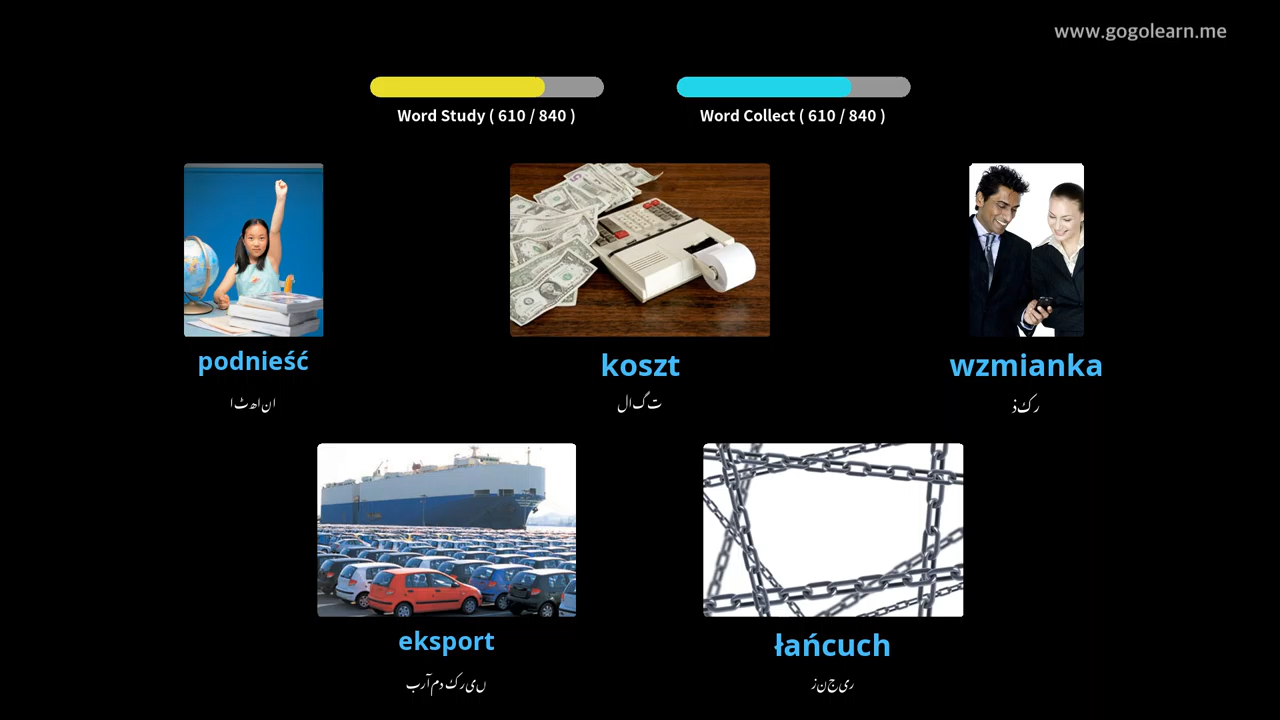 www.gogolearn.me
Word Study ( 610 / 840 )
Word Collect ( 610 / 840 )
podnieść
koszt
wzmianka
اٹھانا
لاگت
ذکر
eksport
łańcuch
برآمد کریں
زنجیر